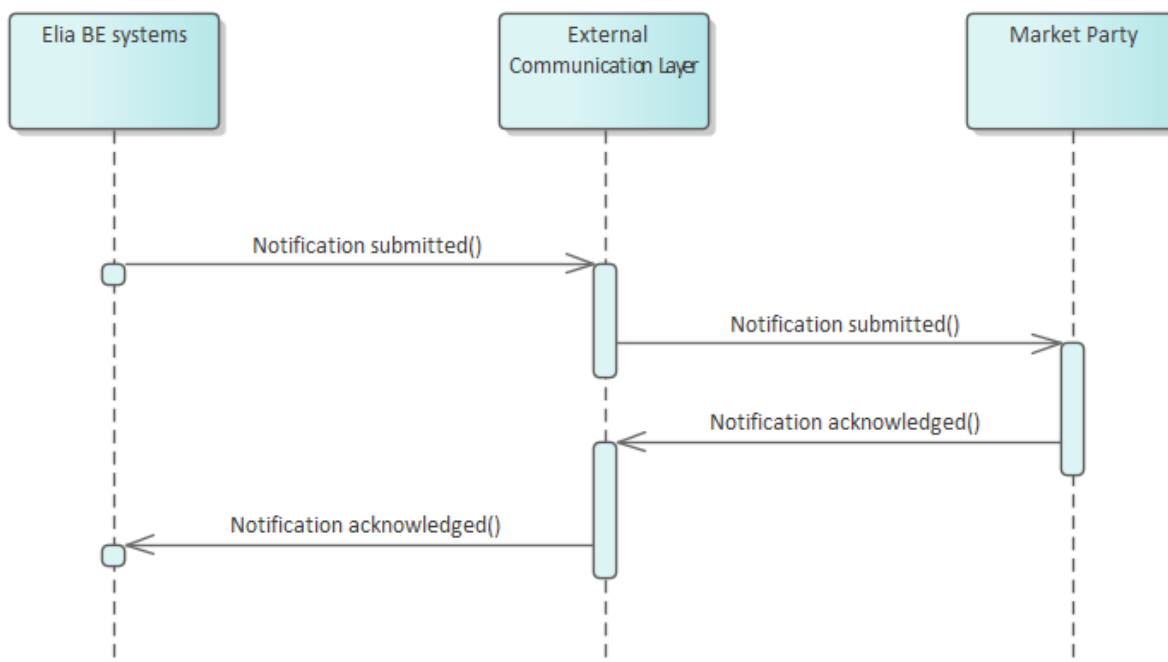 Elia BE systems
External
Communication Layer
Market Party
Notification submitted()
Notification submitted()
Notification acknowledged()
Notification acknowledged()